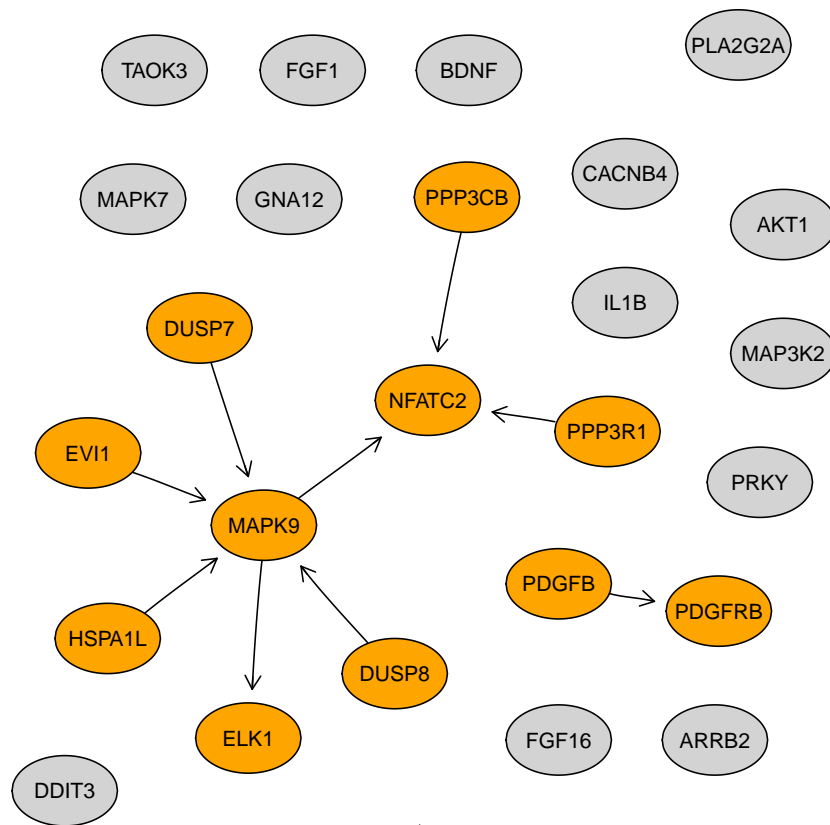 PLA2G2A
TAOK3
FGF1
BDNF
CACNB4
MAPK7
GNA12
PPP3CB
AKT1
IL1B
DUSP7
MAP3K2
NFATC2
PPP3R1
EVI1
PRKY
MAPK9
PDGFB
PDGFRB
HSPA1L
DUSP8
ELK1
FGF16
ARRB2
DDIT3